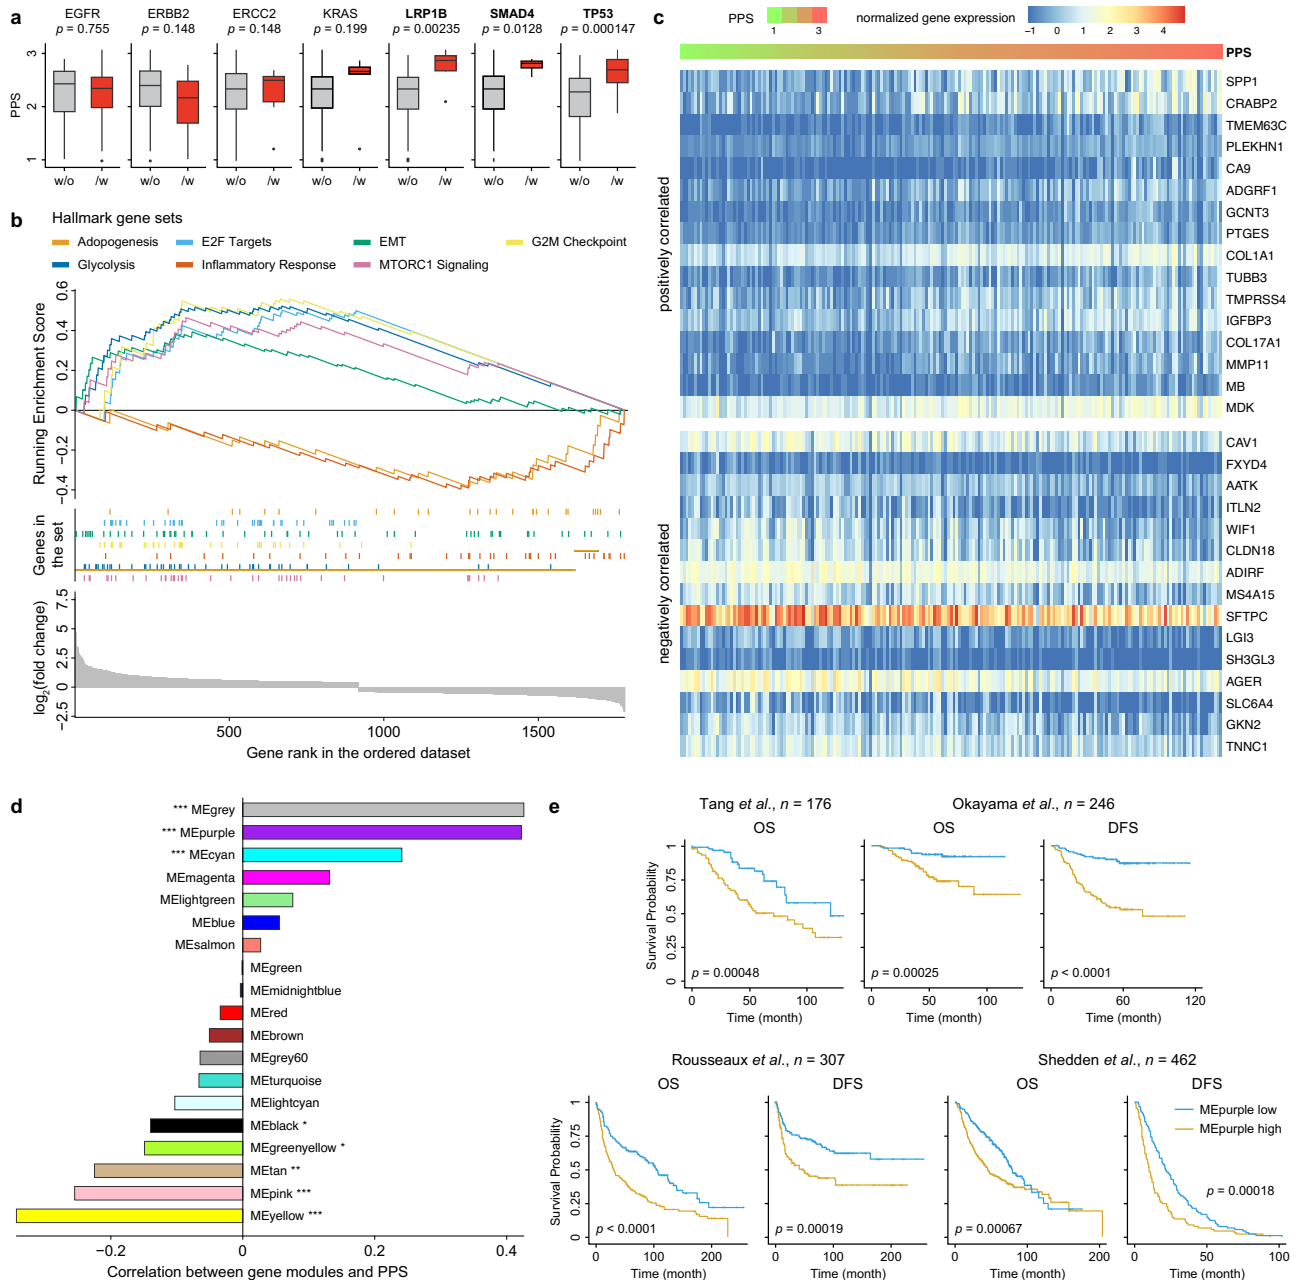 a
EGFR
p = 0.755
ERBB2
p = 0.148
ERCC2
p = 0.148
KRAS
p = 0.199
LRP1B
p = 0.00235
SMAD4
p = 0.0128
TP53
p = 0.000147
PPS
3
2
1
w/o /w w/o /w w/o /w w/o /w w/o /w w/o /w w/o /w
b
Hallmark gene sets
Adopogenesis
E2F Targets
EMT
G2M Checkpoint
Glycolysis
Inflammatory Response
MTORC1 Signaling
Running Enrichment Score
0.6
0.4
0.2
0
−0.2
−0.4
Genes in
the set
log2(fold change)
7.5
5
2.5
0
−2.5
500 1000 1500
Gene rank in the ordered dataset
c
PPS
1 3
normalized gene expression
−1 0 1 2 3 4
PPS
positively correlated
SPP1
CRABP2
TMEM63C
PLEKHN1
CA9
ADGRF1
GCNT3
PTGES
COL1A1
TUBB3
TMPRSS4
IGFBP3
COL17A1
MMP11
MB
MDK
negatively correlated
CAV1
FXYD4
AATK
ITLN2
WIF1
CLDN18
ADIRF
MS4A15
SFTPC
LGI3
SH3GL3
AGER
SLC6A4
GKN2
TNNC1
d
*** MEgrey
*** MEpurple
*** MEcyan
MEmagenta
MElightgreen
MEblue
MEsalmon
MEgreen
MEmidnightblue
MEred
MEbrown
MEgrey60
MEturquoise
MElightcyan
MEblack *
MEgreenyellow *
MEtan **
MEpink ***
MEyellow ***
−0.2 0 0.2 0.4
Correlation between gene modules and PPS
e
Tang et al., n = 176
OS
Okayama et al., n = 246
OS
DFS
Survival Probability
1
0.75
0.5
0.25
0
p = 0.00048
p = 0.00025
p < 0.0001
0 50 100
0 50 100
0 60 120
Time (month)
Time (month)
Time (month)
Rousseaux et al., n = 307
OS
DFS
Shedden et al., n = 462
OS
DFS
Survival Probability
1
0.75
0.5
0.25
0
MEpurple low
MEpurple high
p < 0.0001
p = 0.00019
p = 0.00067
p = 0.00018
0 100 200
0 100 200
0 100 200
0 50 100
Time (month)
Time (month)
Time (month)
Time (month)